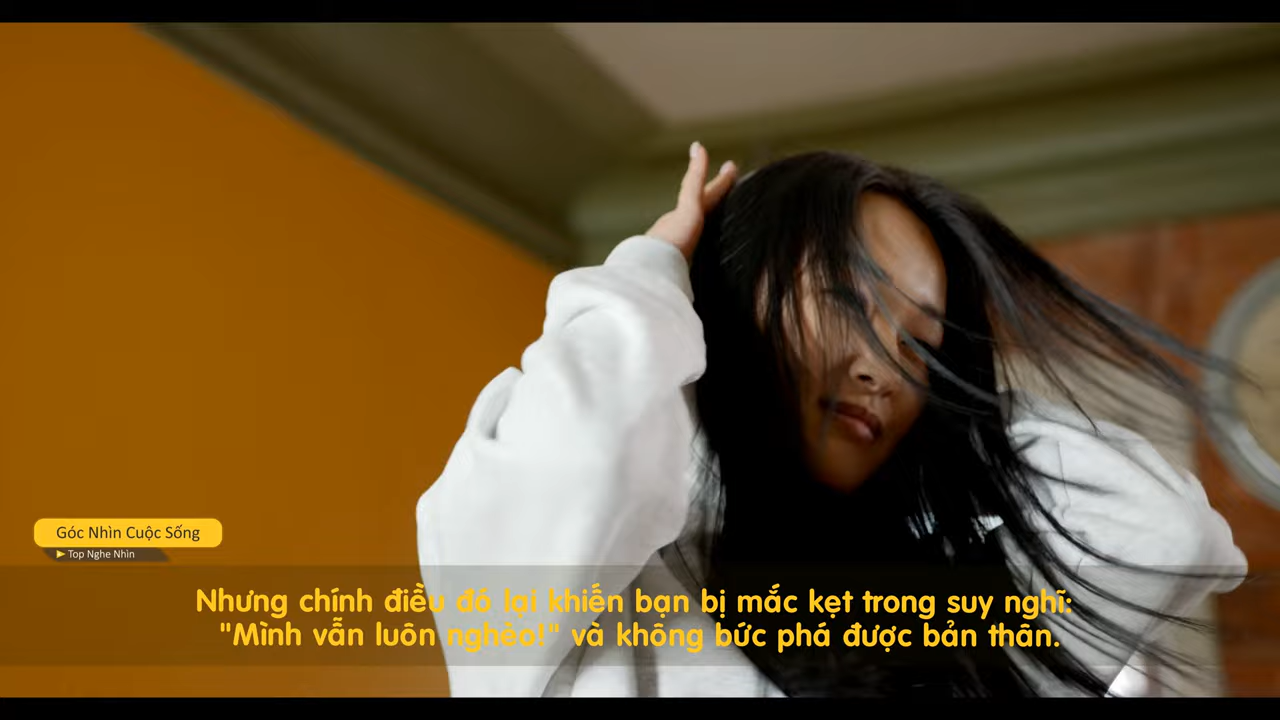 Góc Nhìn Cuộc Sống
Top Nghe Nhìn
Nhưng chính điều đó lại khiến bạn bị mắc kẹt trong suy nghĩ:
"Mình vẫn luôn nghèo!" và không bức phá được bản thân.